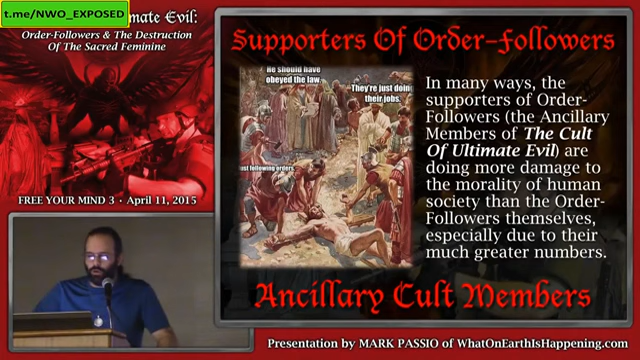 t.me/NWO_EXPOSED
timate Evil:
Order-Followers & The Destruction
Of The Sacred Feminine
FREE YOUR MIND 3 • April 11, 2015
Supporters Of Order-Followers
He should have
obeyed the law.
They're just doing
their jobs.
just following orders.
In many ways, the
supporters of Order-
Followers (the Ancillary
Members of The Cult
Of Ultimate Evil) are
doing more damage to
the morality of human
society than the Order-
Followers themselves,
especially due to their
much greater numbers.
Ancillary Cult Members
Presentation by MARK PASSIO of WhatOnEarthIsHappening.com